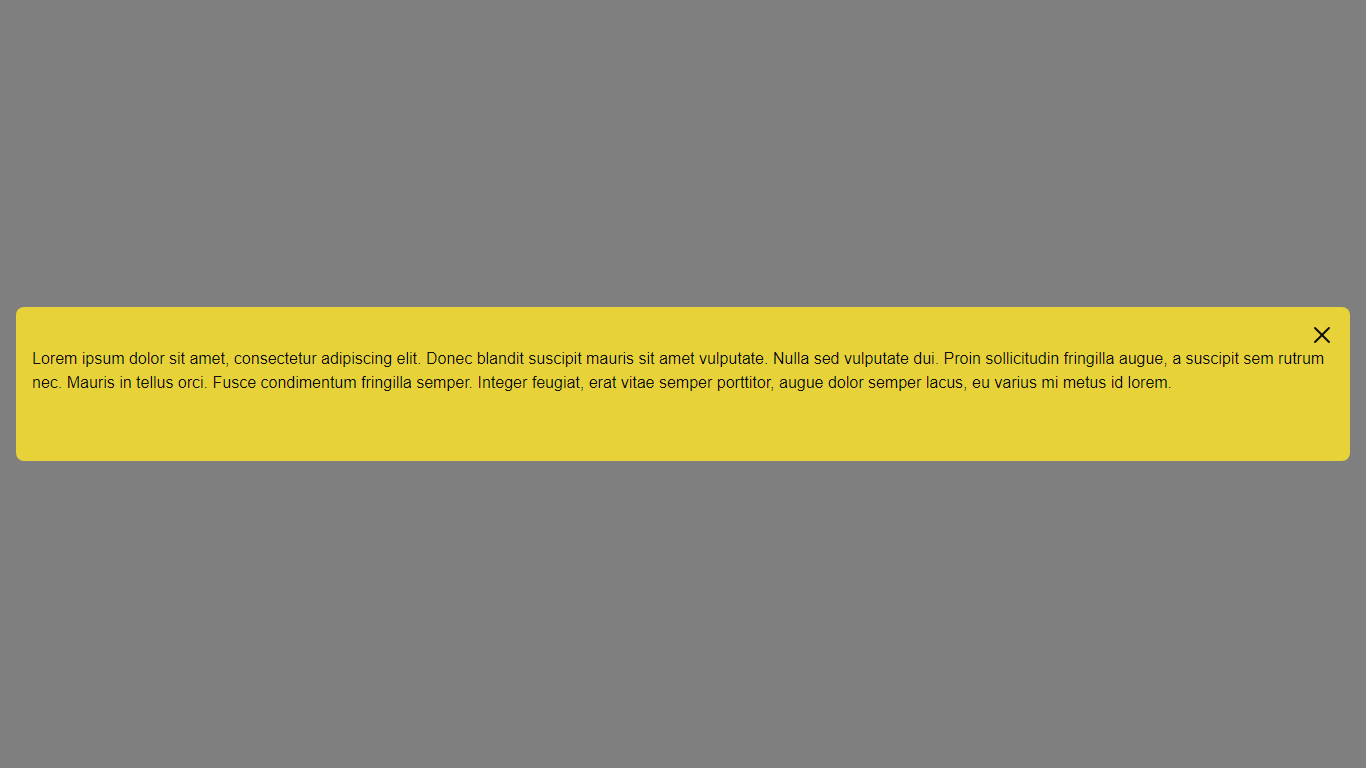 Lorem ipsum dolor sit amet, consectetur adipiscing elit. Donec blandit suscipit mauris sit amet vulputate. Nulla sed vulputate dui. Proin sollicitudin fringilla augue, a suscipit sem rutrum
nec. Mauris in tellus orci. Fusce condimentum fringilla semper. Integer feugiat, erat vitae semper porttitor, augue dolor semper lacus, eu varius mi metus id lorem.